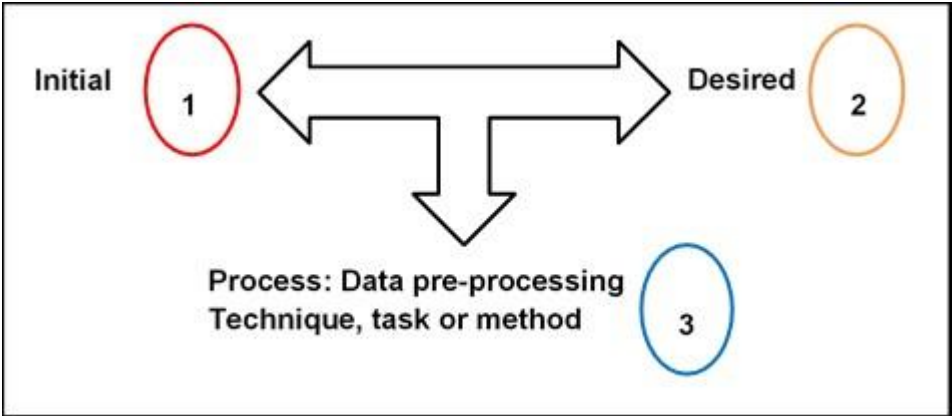 Initial
1
Desired
2
Process: Data pre-processing
Technique, task or method
3